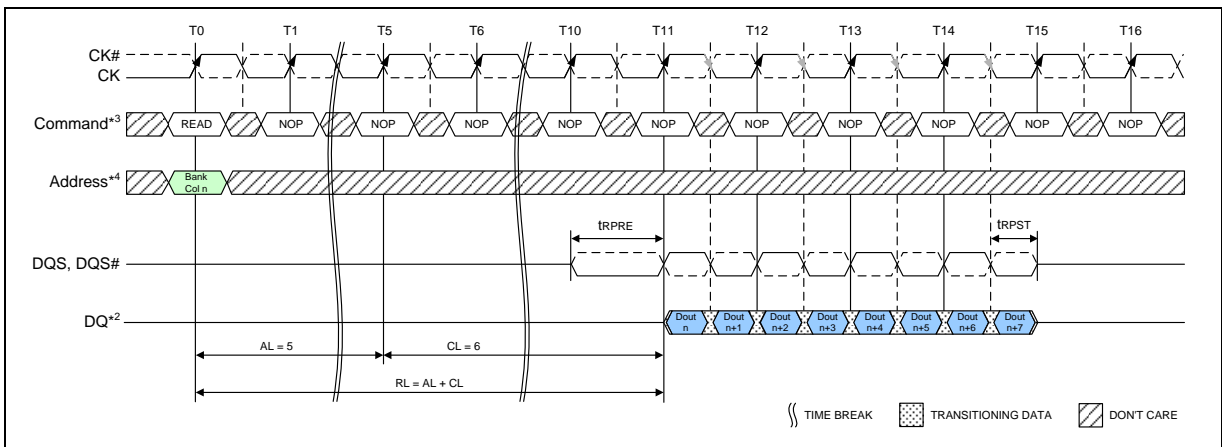 T0 T1 T5 T6 T10 T11 T12 T13 T14 T15 T16
CK#
CK
Command*3 READ NOP NOP NOP NOP NOP NOP NOP NOP NOP NOP
Address*4 Bank
Col n
tRPRE tRPST
DQS, DQS#
DQ*2 Dout n Dout n+1 Dout n+2 Dout n+3 Dout n+4 Dout n+5 Dout n+6 Dout n+7
AL = 5 CL = 6
RL = AL + CL
TIME BREAK TRANSITIONING DATA DON'T CARE